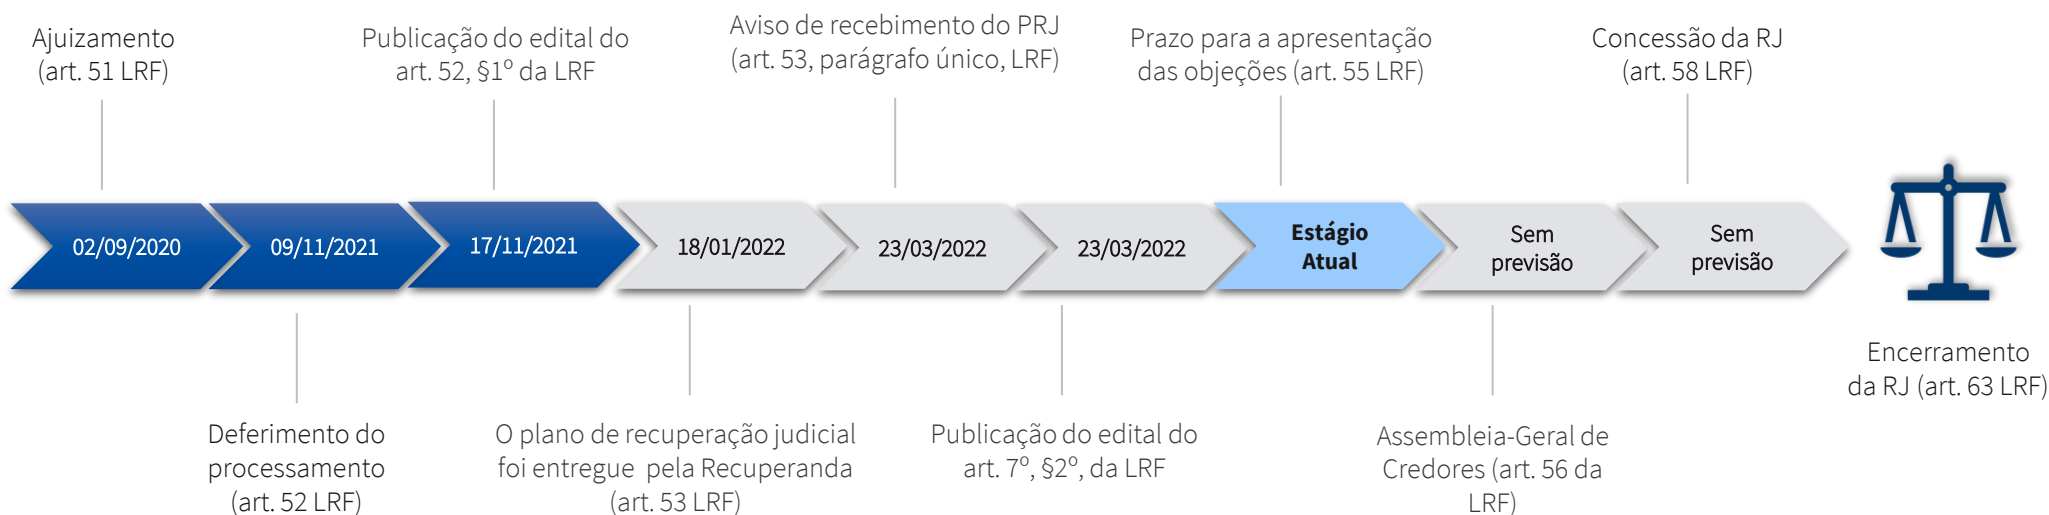 Ajuizamento
(art. 51 LRF)
Publicação do edital do
art. 52, §1º da LRF
Aviso de recebimento do PRJ
(art. 53, parágrafo único, LRF)
Prazo para a apresentação
das objeções (art. 55 LRF)
Concessão da RJ
(art. 58 LRF)
02/09/2020
09/11/2021
17/11/2021
18/01/2022
23/03/2022
23/03/2022
Estágio
Atual
Sem
previsão
Sem
previsão
Encerramento
da RJ (art. 63 LRF)
Deferimento do
processamento
(art. 52 LRF)
O plano de recuperação judicial
foi entregue pela Recuperanda
(art. 53 LRF)
Publicação do edital do
art. 7º, §2º, da LRF
Assembleia-Geral de
Credores (art. 56 da
LRF)